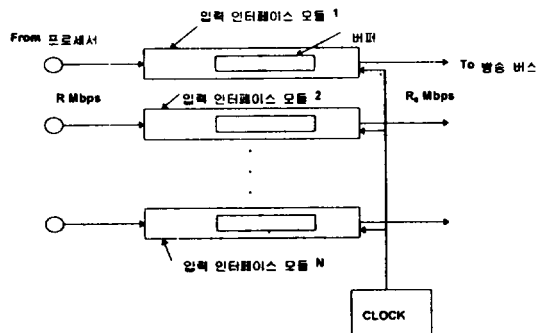 입력 인터페이스 모듈 1
From 프로세서
버퍼
To 방송 버스
R Mbps
입력 인터페이스 모듈 2
Rₒ Mbps
입력 인터페이스 모듈 N
CLOCK